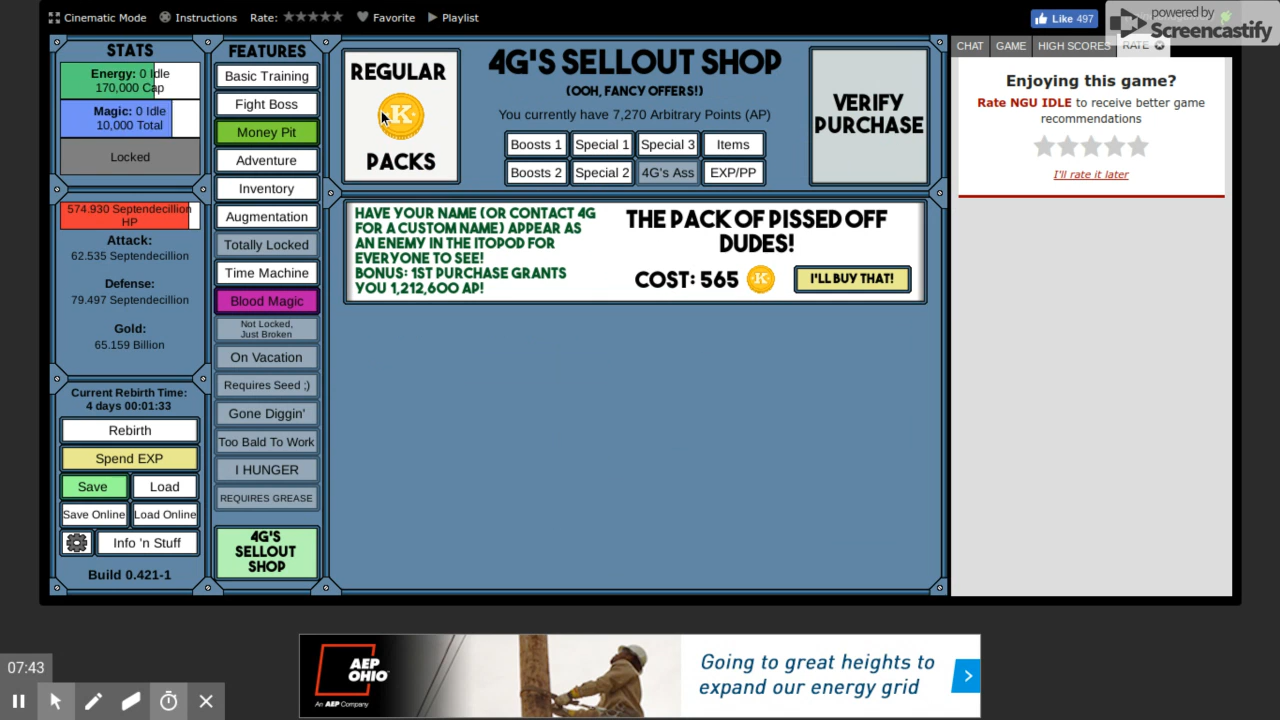 Cinematic Mode Instructions Rate: Favorite Playlist
Like 497
powered by
Screencastify
STATS
Energy: 0 Idle
170,000 Cap
Magic: 0 Idle
10,000 Total
Locked
574.930 Septendecillion
HP
Attack:
62.535 Septendecillion
Defense:
79.497 Septendecillion
Gold:
65.159 Billion
Current Rebirth Time:
4 days 00:01:33
Rebirth
Spend EXP
Save Load
Save Online Load Online
Info 'n Stuff
Build 0.421-1
FEATURES
Basic Training
Fight Boss
Money Pit
Adventure
Inventory
Augmentation
Totally Locked
Time Machine
Blood Magic
Not Locked,
Just Broken
On Vacation
Requires Seed ;)
Gone Diggin'
Too Bald To Work
I HUNGER
REQUIRES GREASE
4G'S
SELLOUT
SHOP
REGULAR
K
PACKS
4G'S SELLOUT SHOP
(OOH, FANCY OFFERS!)
You currently have 7,270 Arbitrary Points (AP)
Boosts 1 Special 1 Special 3 Items
Boosts 2 Special 2 4G's Ass EXP/PP
VERIFY
PURCHASE
HAVE YOUR NAME (OR CONTACT 4G
FOR A CUSTOM NAME) APPEAR AS
AN ENEMY IN THE ITOPOD FOR
EVERYONE TO SEE!
BONUS: 1ST PURCHASE GRANTS
YOU 1,212,600 AP!
THE PACK OF PISSED OFF
DUDES!
COST: 565 K
I'LL BUY THAT!
CHAT GAME HIGH SCORES RATE
Enjoying this game?
Rate NGU IDLE to receive better game
recommendations
I'll rate it later
07:43
AEP
OHIO
An AEP Company
Going to great heights to
expand our energy grid